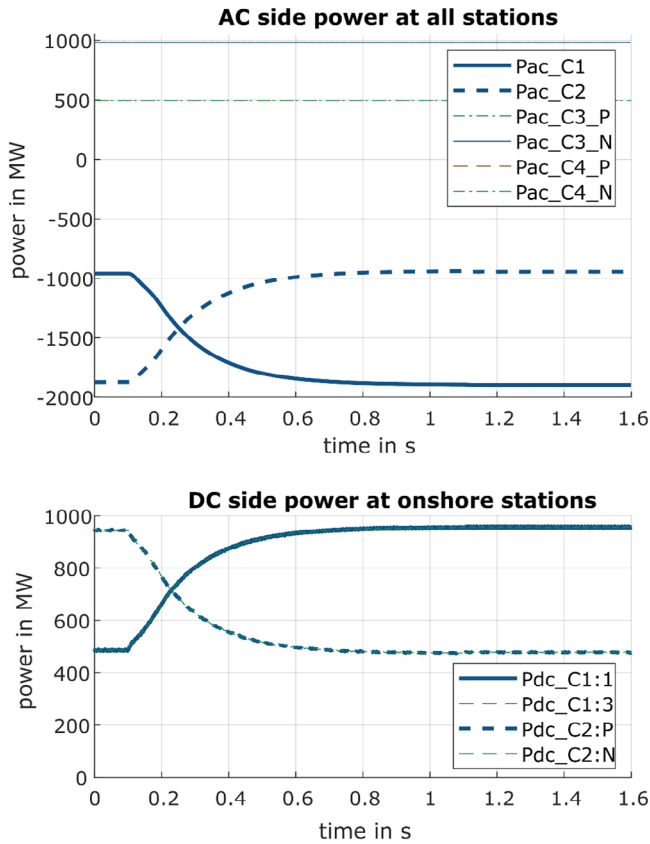 AC side power at all stations
1000
500
0
-500
-1000
-1500
-2000
power in MW
Pac_C1
Pac_C2
Pac_C3_P
Pac_C3_N
Pac_C4_P
Pac_C4_N
0 0.2 0.4 0.6 0.8 1 1.2 1.4 1.6
time in s
DC side power at onshore stations
1000
800
600
400
200
0
power in MW
Pdc_C1:1
Pdc_C1:3
Pdc_C2:P
Pdc_C2:N
0 0.2 0.4 0.6 0.8 1 1.2 1.4 1.6
time in s